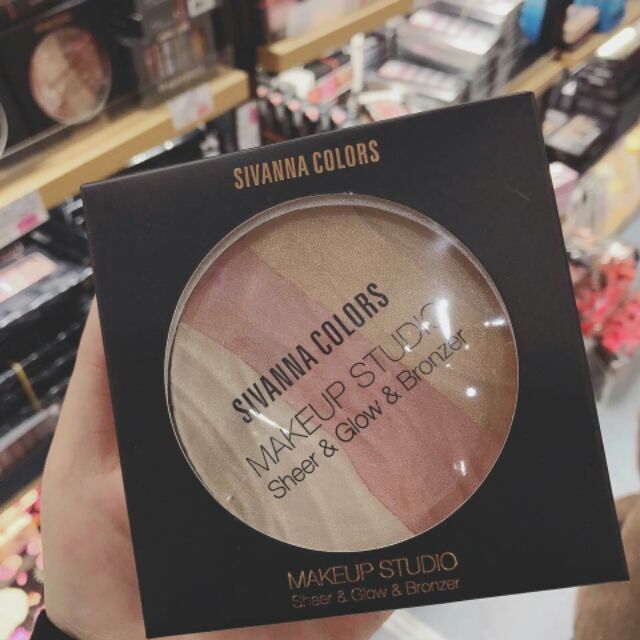 SIVANNA COLORS
SIVANNA COLORS
MAKEUP STUDIO
Sheer & Glow & Bronzer
MAKEUP STUDIO
Sheer & Glow & Bronzer